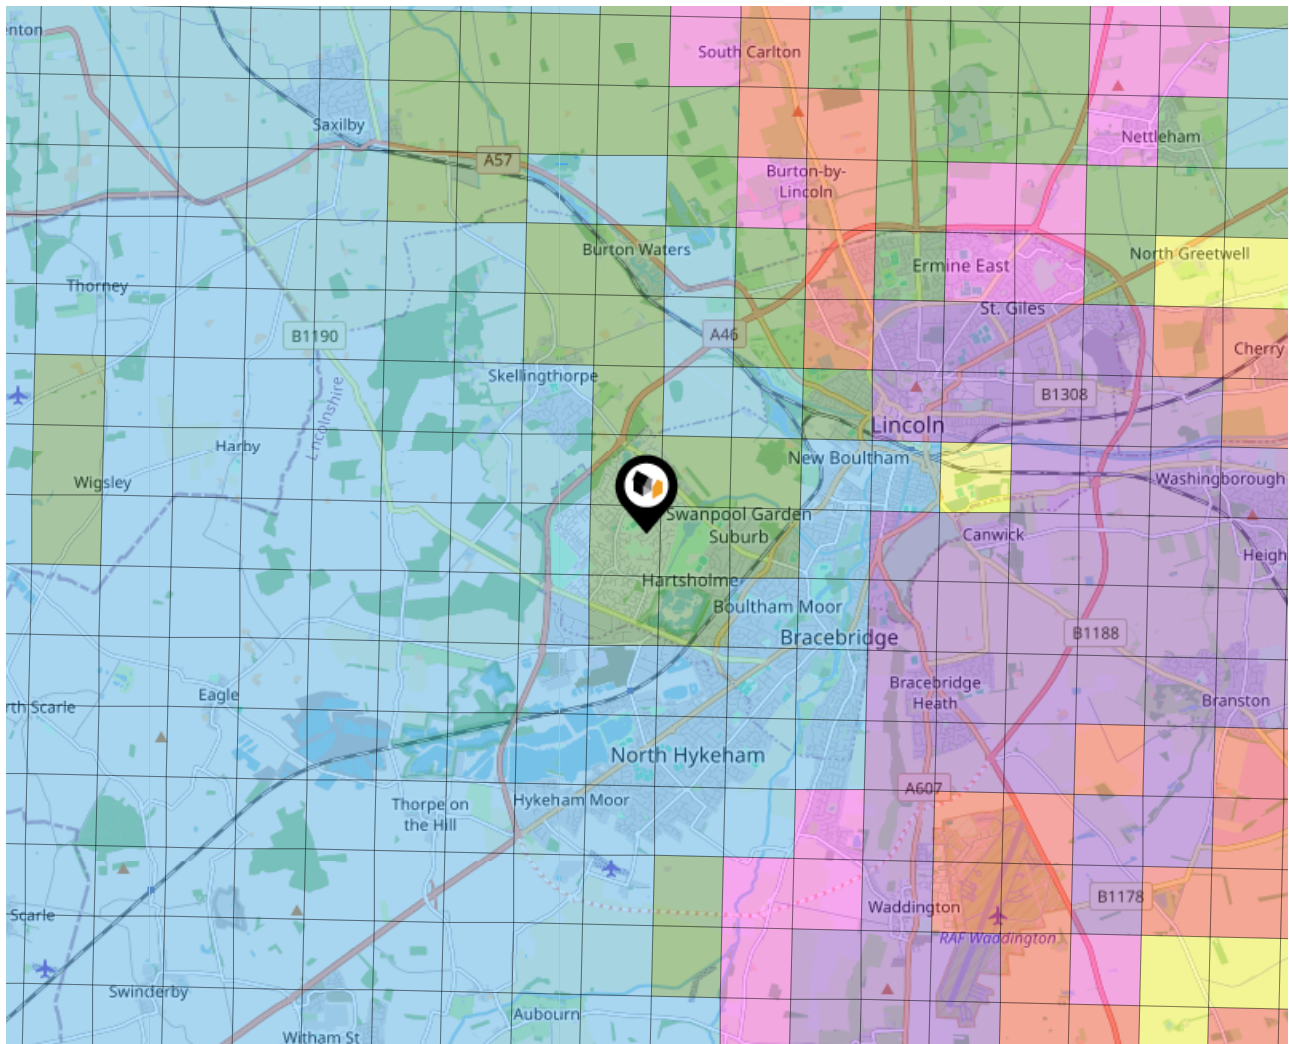 enton
South Carlton
Saxilby
Nettleham
A57
Burton-by-
Lincoln
Burton Waters
North Greetwell
Ermine East
Thorney
St. Giles
B1190
A46
Cherry
Skellingthorpe
Lincolnshire
B1308
Lincoln
Harby
New Boultham
Wigsley
Washingborough
Swanpool Garden
Suburb
Canwick
Heigh
Hartsholme
Boultham Moor
Bracebridge
B1188
Bracebridge
Heath
Eagle
rth Scarle
Branston
North Hykeham
A607
Thorpe on
the Hill
Hykeham Moor
B1178
Waddington
Scarle
RAF Waddington
Swinderby
Aubourn
Witham St